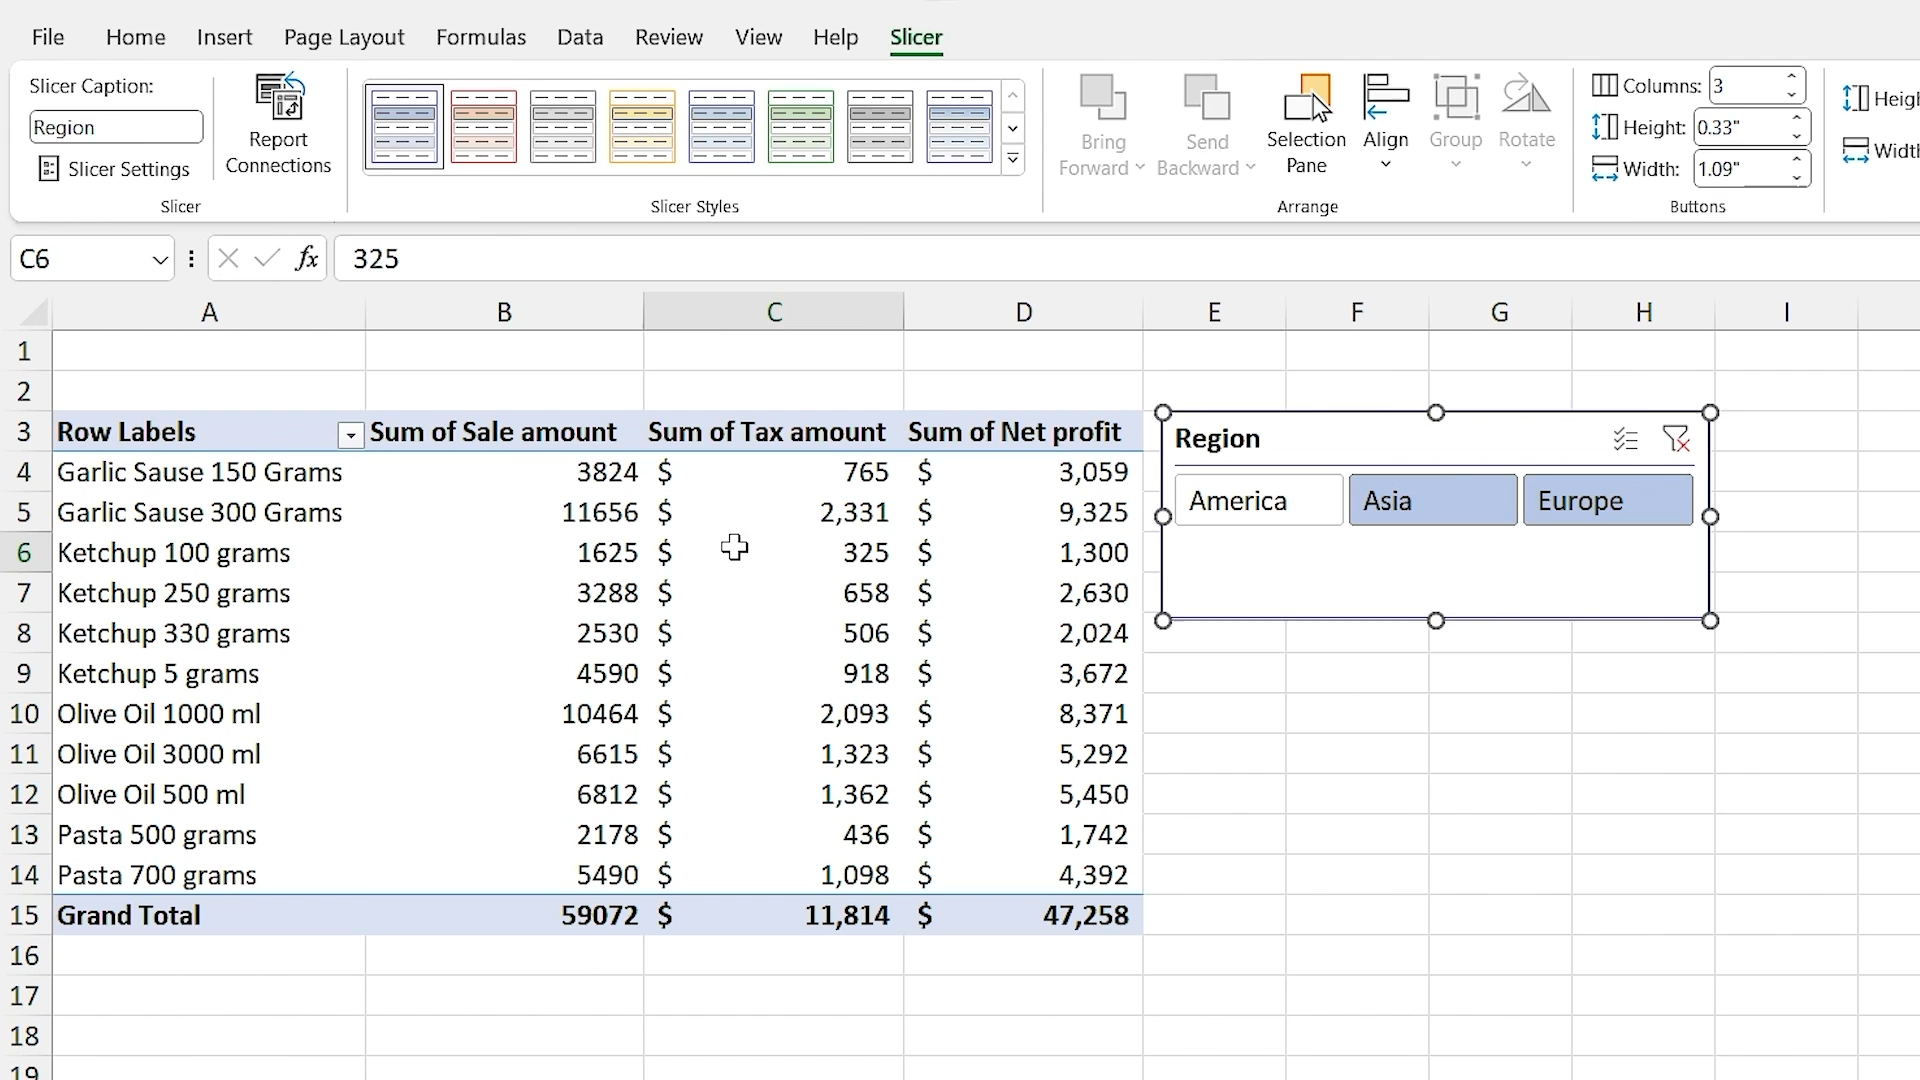 File Home Insert Page Layout Formulas Data Review View Help Slicer
Slicer Caption:
Region
Slicer Settings
Report
Connections
Slicer
Slicer Styles
Bring
Forward
Send
Backward
Selection
Pane
Align
Group
Rotate
Arrange
Columns: 3
Height: 0.33"
Width: 1.09"
Buttons
Heigh
Width
C6 fx 325
A B C D E F G H I
1
2
3 Row Labels Sum of Sale amount Sum of Tax amount Sum of Net profit
4 Garlic Sause 150 Grams 3824 $ 765 $ 3,059
5 Garlic Sause 300 Grams 11656 $ 2,331 $ 9,325
6 Ketchup 100 grams 1625 $ 325 $ 1,300
7 Ketchup 250 grams 3288 $ 658 $ 2,630
8 Ketchup 330 grams 2530 $ 506 $ 2,024
9 Ketchup 5 grams 4590 $ 918 $ 3,672
10 Olive Oil 1000 ml 10464 $ 2,093 $ 8,371
11 Olive Oil 3000 ml 6615 $ 1,323 $ 5,292
12 Olive Oil 500 ml 6812 $ 1,362 $ 5,450
13 Pasta 500 grams 2178 $ 436 $ 1,742
14 Pasta 700 grams 5490 $ 1,098 $ 4,392
15 Grand Total 59072 $ 11,814 $ 47,258
16
17
18
19
Region
America Asia Europe